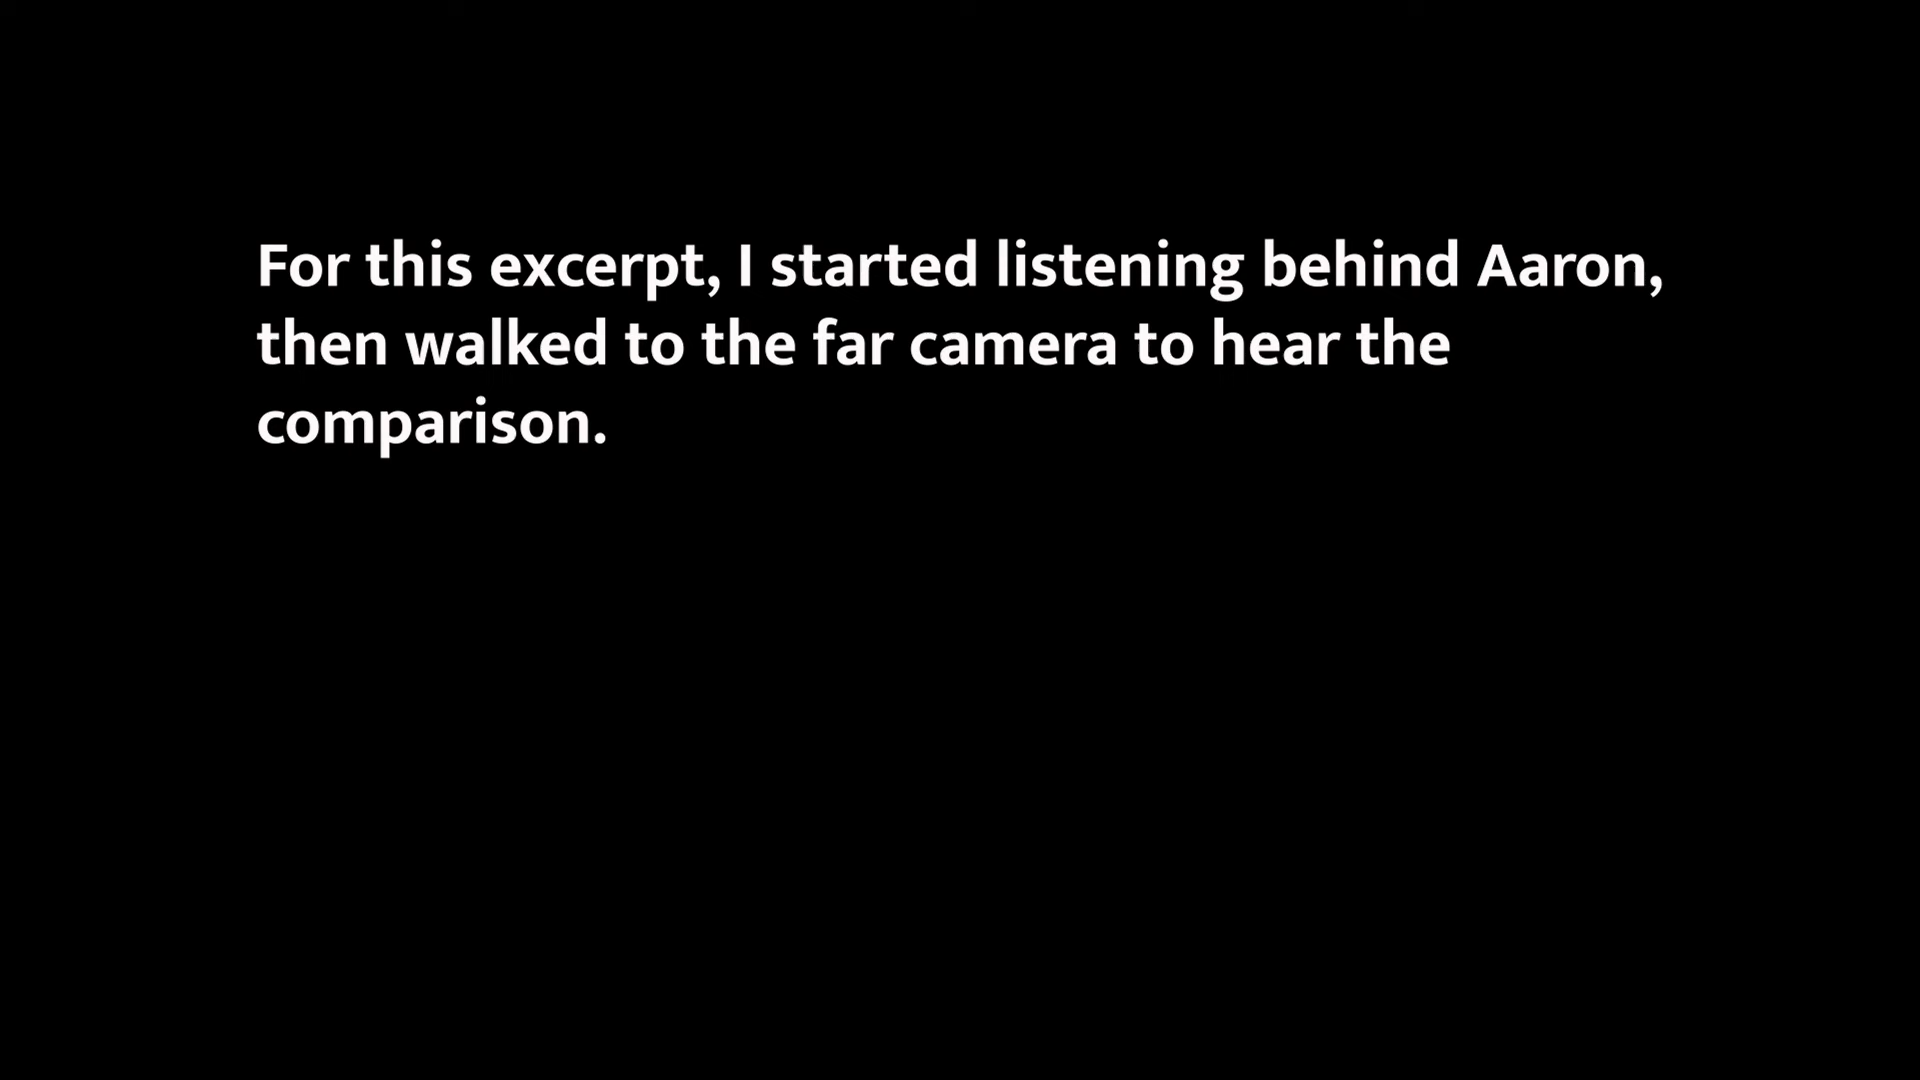 For this excerpt, I started listening behind Aaron,
then walked to the far camera to hear the
comparison.